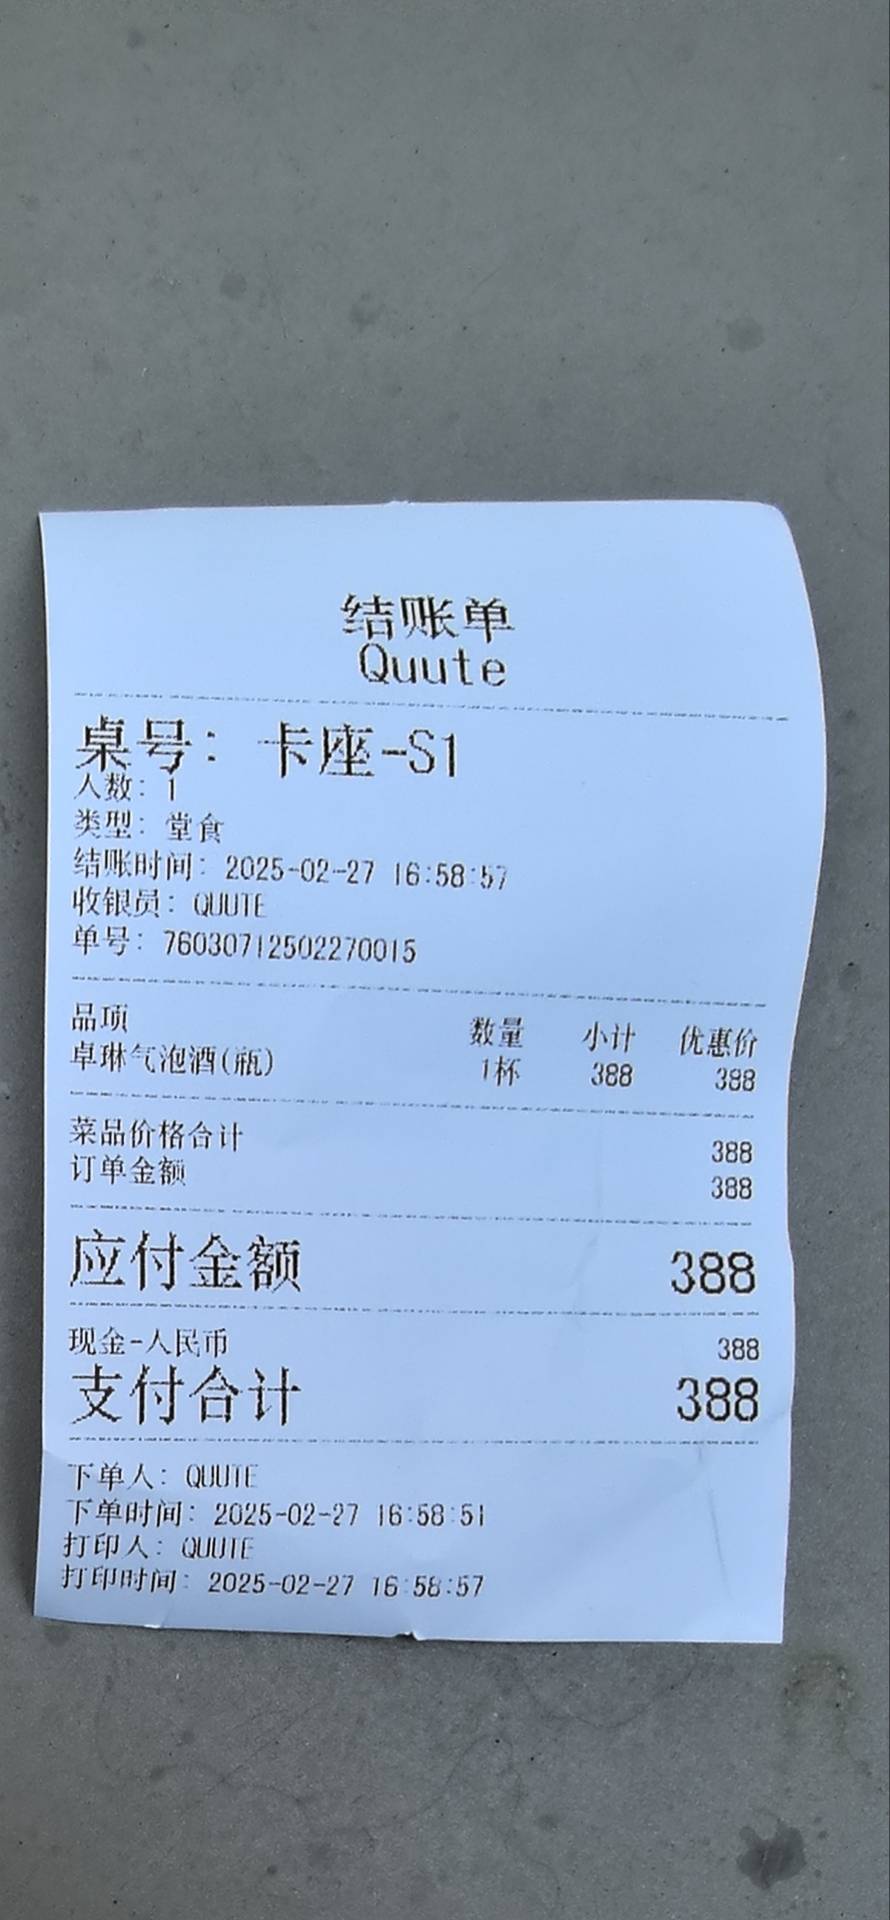 结账单
Quute
桌号：卡座-S1
人数：1
类型：堂食
结账时间：2025-02-27 16:58:57
收银员：QUUTE
单号：76030712502270015
品项 数量 小计 优惠价
卓琳气泡酒(瓶) 1杯 388 388
菜品价格合计 388
订单金额 388
应付金额 388
现金-人民币 388
支付合计 388
下单人：QUUTE
下单时间：2025-02-27 16:58:51
打印人：QUUTE
打印时间：2025-02-27 16:58:57